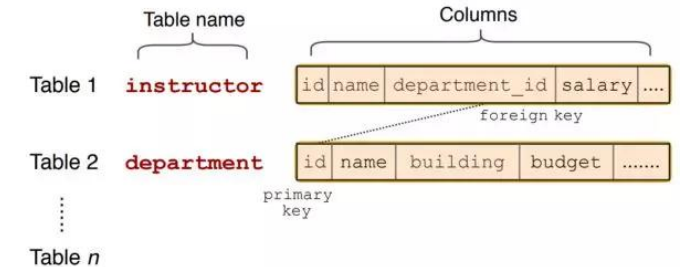 Table name Columns
Table 1 instructor id name department_id salary ....
foreign key
Table 2 department id name building budget .......
primary
key
Table n